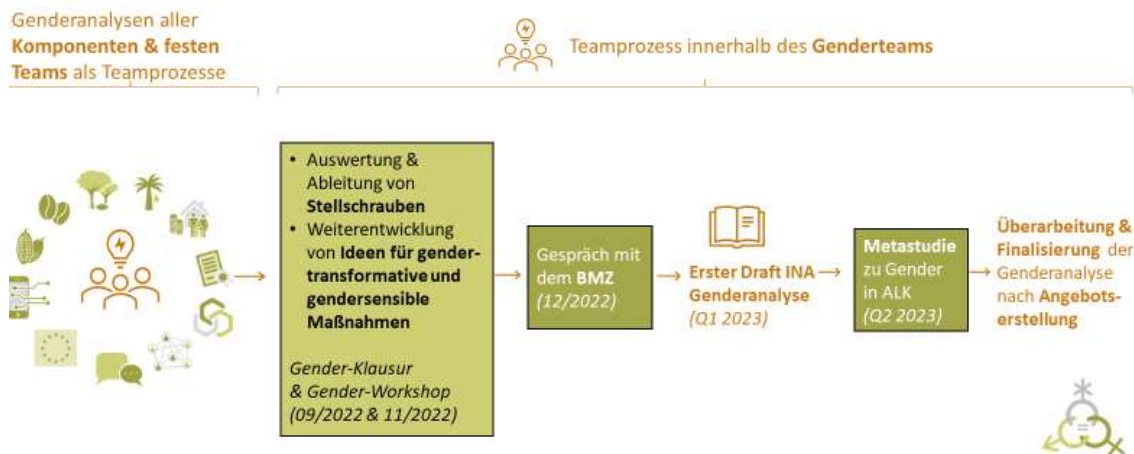 Genderanalysen aller
Komponenten & festen
Teams als Teamprozesse
Teamprozess innerhalb des Genderteams
• Auswertung &
Ableitung von
Stellschrauben
• Weiterentwicklung
von Ideen für gender-
transformative und
gendersensible
Maßnahmen
Gender-Klausur
& Gender-Workshop
(09/2022 & 11/2022)
Gespräch mit
dem BMZ
(12/2022)
Erster Draft INA
Genderanalyse
(Q1 2023)
Metastudie
zu Gender
in ALK
(Q2 2023)
Überarbeitung &
Finalisierung der
Genderanalyse
nach Angebots-
erstellung